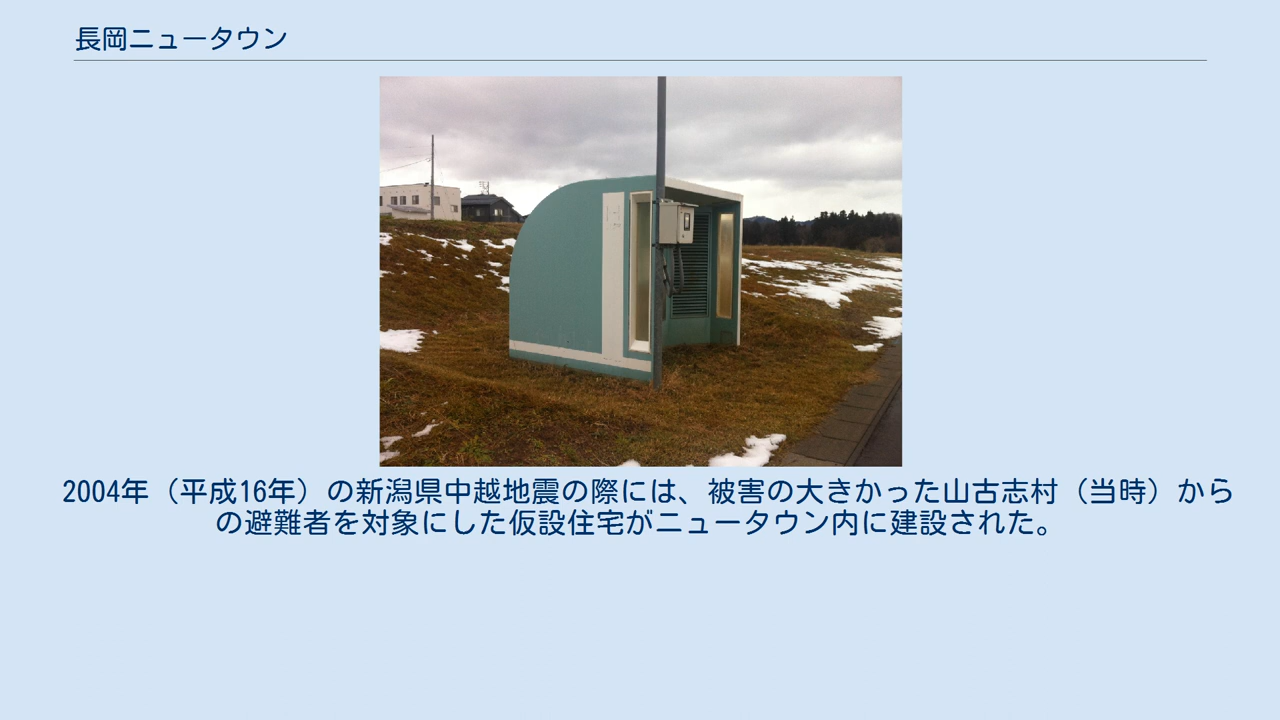 長岡ニュータウン
2004年（平成16年）の新潟県中越地震の際には、被害の大きかった山古志村（当時）から
の避難者を対象にした仮設住宅がニュータウン内に建設された。